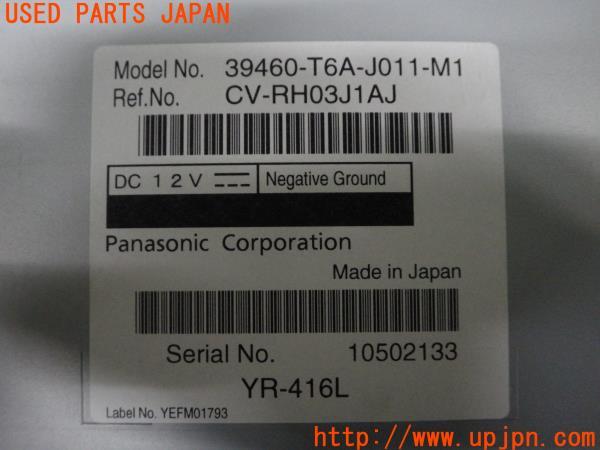 USED PARTS JAPAN
Model No. 39460-T6A-J011-M1
Ref.No. CV-RH03J1AJ
DC 12V Negative Ground
Panasonic Corporation
Made in Japan
Serial No. 10502133
YR-416L
Label No. YEFM01793
http://www.upjpn.com